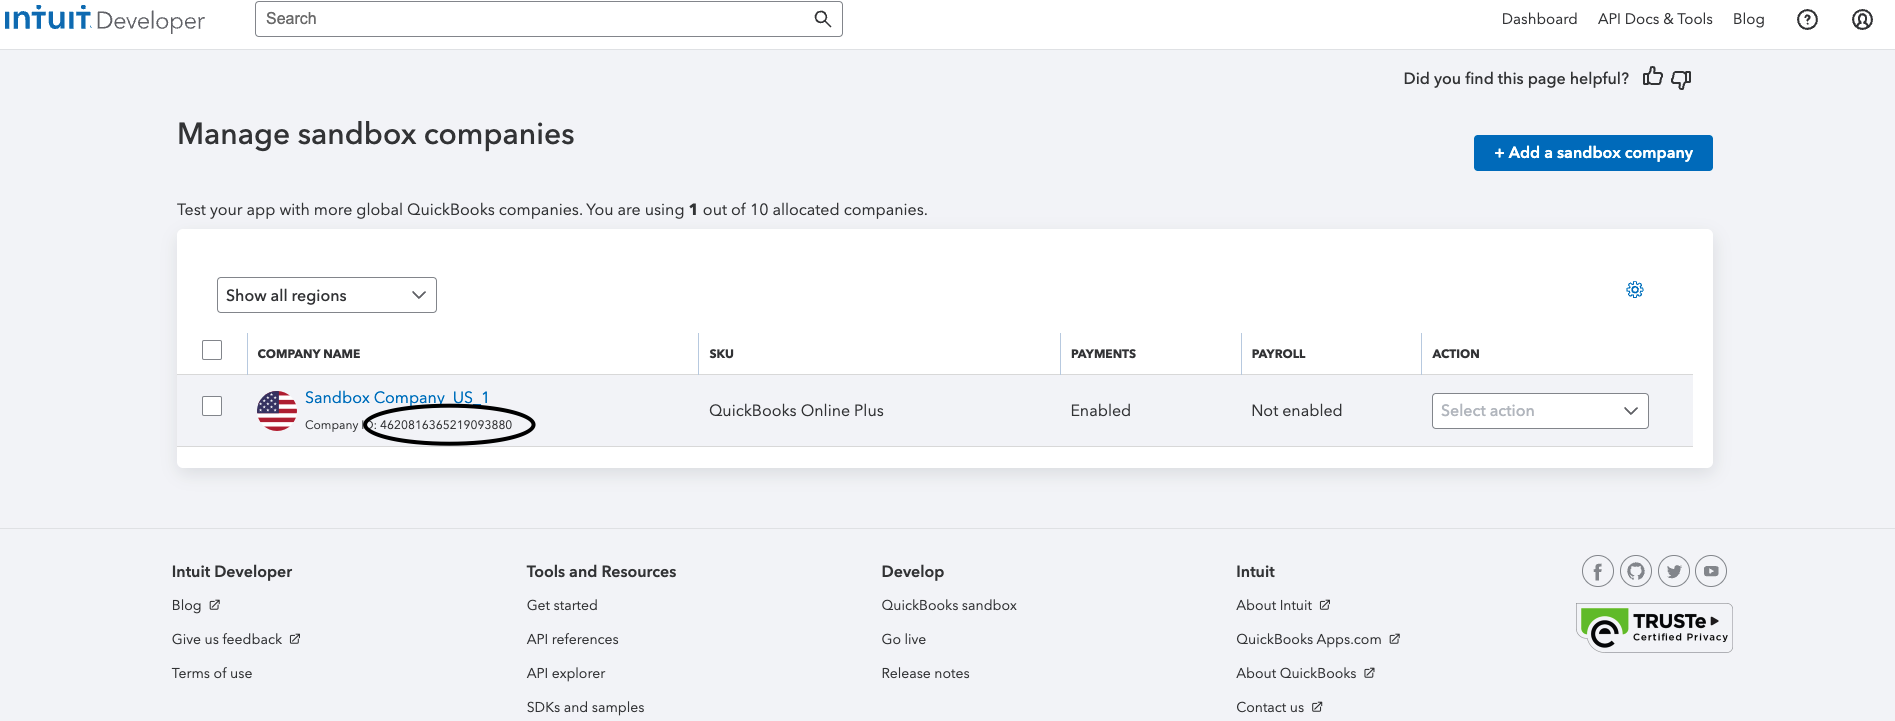 intuit Developer
Search
Dashboard API Docs & Tools Blog ?
Did you find this page helpful?
Manage sandbox companies
+ Add a sandbox company
Test your app with more global QuickBooks companies. You are using 1 out of 10 allocated companies.
Show all regions
COMPANY NAME SKU PAYMENTS PAYROLL ACTION
Sandbox Company_US_1
Company ID: 4620816365219093880
QuickBooks Online Plus Enabled Not enabled Select action
Intuit Developer
Blog
Give us feedback
Terms of use
Tools and Resources
Get started
API references
API explorer
SDKs and samples
Develop
QuickBooks sandbox
Go live
Release notes
Intuit
About Intuit
QuickBooks Apps.com
About QuickBooks
Contact us
TRUSTe
Certified Privacy